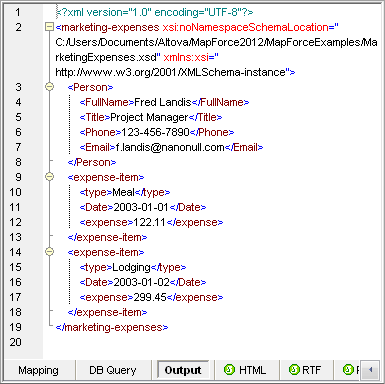 1 <?xml version="1.0" encoding="UTF-8"?>
2 <marketing-expenses xsi:noNamespaceSchemaLocation="
C:/Users/Documents/Altova/MapForce2012/MapForceExamples/Ma
rketingExpenses.xsd" xmlns:xsi="
http://www.w3.org/2001/XMLSchema-instance">
3 <Person>
4 <FullName>Fred Landis</FullName>
5 <Title>Project Manager</Title>
6 <Phone>123-456-7890</Phone>
7 <Email>f.landis@nanonull.com</Email>
8 </Person>
9 <expense-item>
10 <type>Meal</type>
11 <Date>2003-01-01</Date>
12 <expense>122.11</expense>
13 </expense-item>
14 <expense-item>
15 <type>Lodging</type>
16 <Date>2003-01-02</Date>
17 <expense>299.45</expense>
18 </expense-item>
19 </marketing-expenses>
20
Mapping DB Query Output HTML RTF